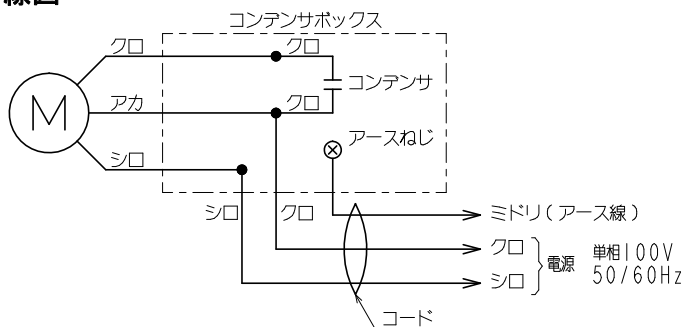 コンデンサボックス
クロ クロ
コンデンサ
M アカ クロ
アースねじ
シロ
シロ クロ ミドリ(アース線)
クロ
電源 単相100V
50/60Hz
シロ
コード